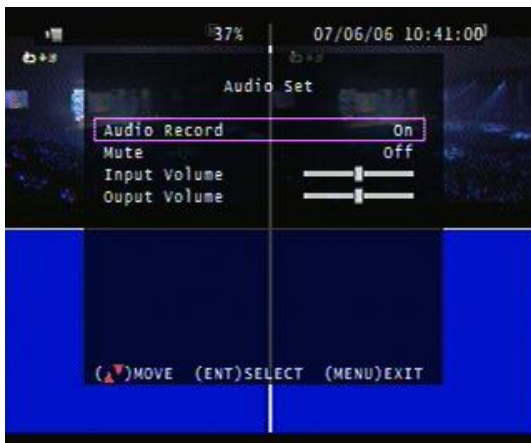 37% 07/06/06 10:41:00
Audio Set
Audio Record On
Mute Off
Input Volume
Ouput Volume
(▲▼)MOVE (ENT)SELECT (MENU)EXIT